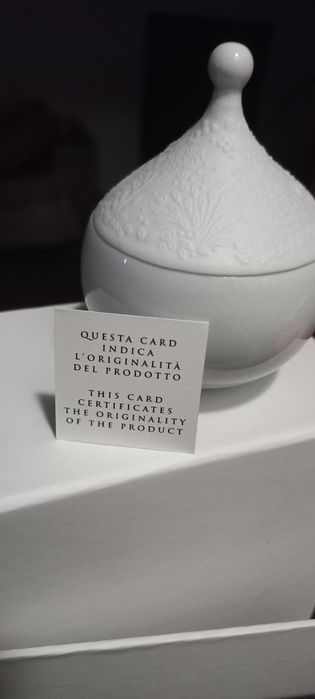 QUESTA CARD
INDICA
L'ORIGINALITÀ
DEL PRODOTTO
THIS CARD
CERTIFICATES
THE ORIGINALITY
OF THE PRODUCT